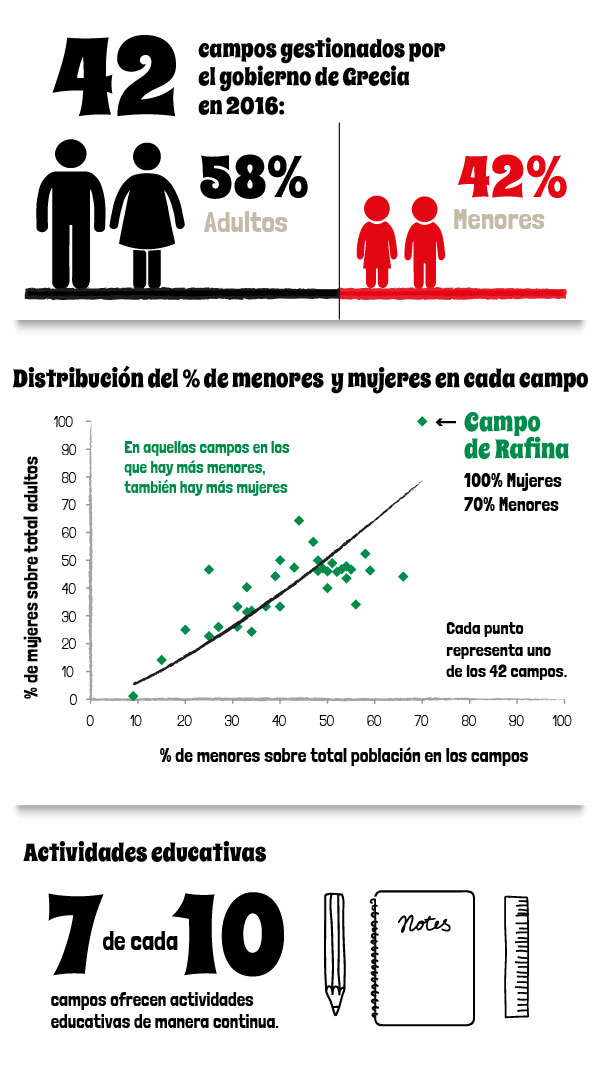 42
campos gestionados por
el gobierno de Grecia
en 2016:
58%
Adultos
42%
Menores
Distribución del % de menores y mujeres en cada campo
% de mujeres sobre total adultos
100
90
80
70
60
50
40
30
20
10
0
En aquellos campos en los
que hay más menores,
también hay más mujeres
← Campo
de Rafina
100% Mujeres
70% Menores
Cada punto
representa uno
de los 42 campos.
0 10 20 30 40 50 60 70 80 90 100
% de menores sobre total población en los campos
Actividades educativas
7 de cada 10
campos ofrecen actividades
educativas de manera continua.
Notes